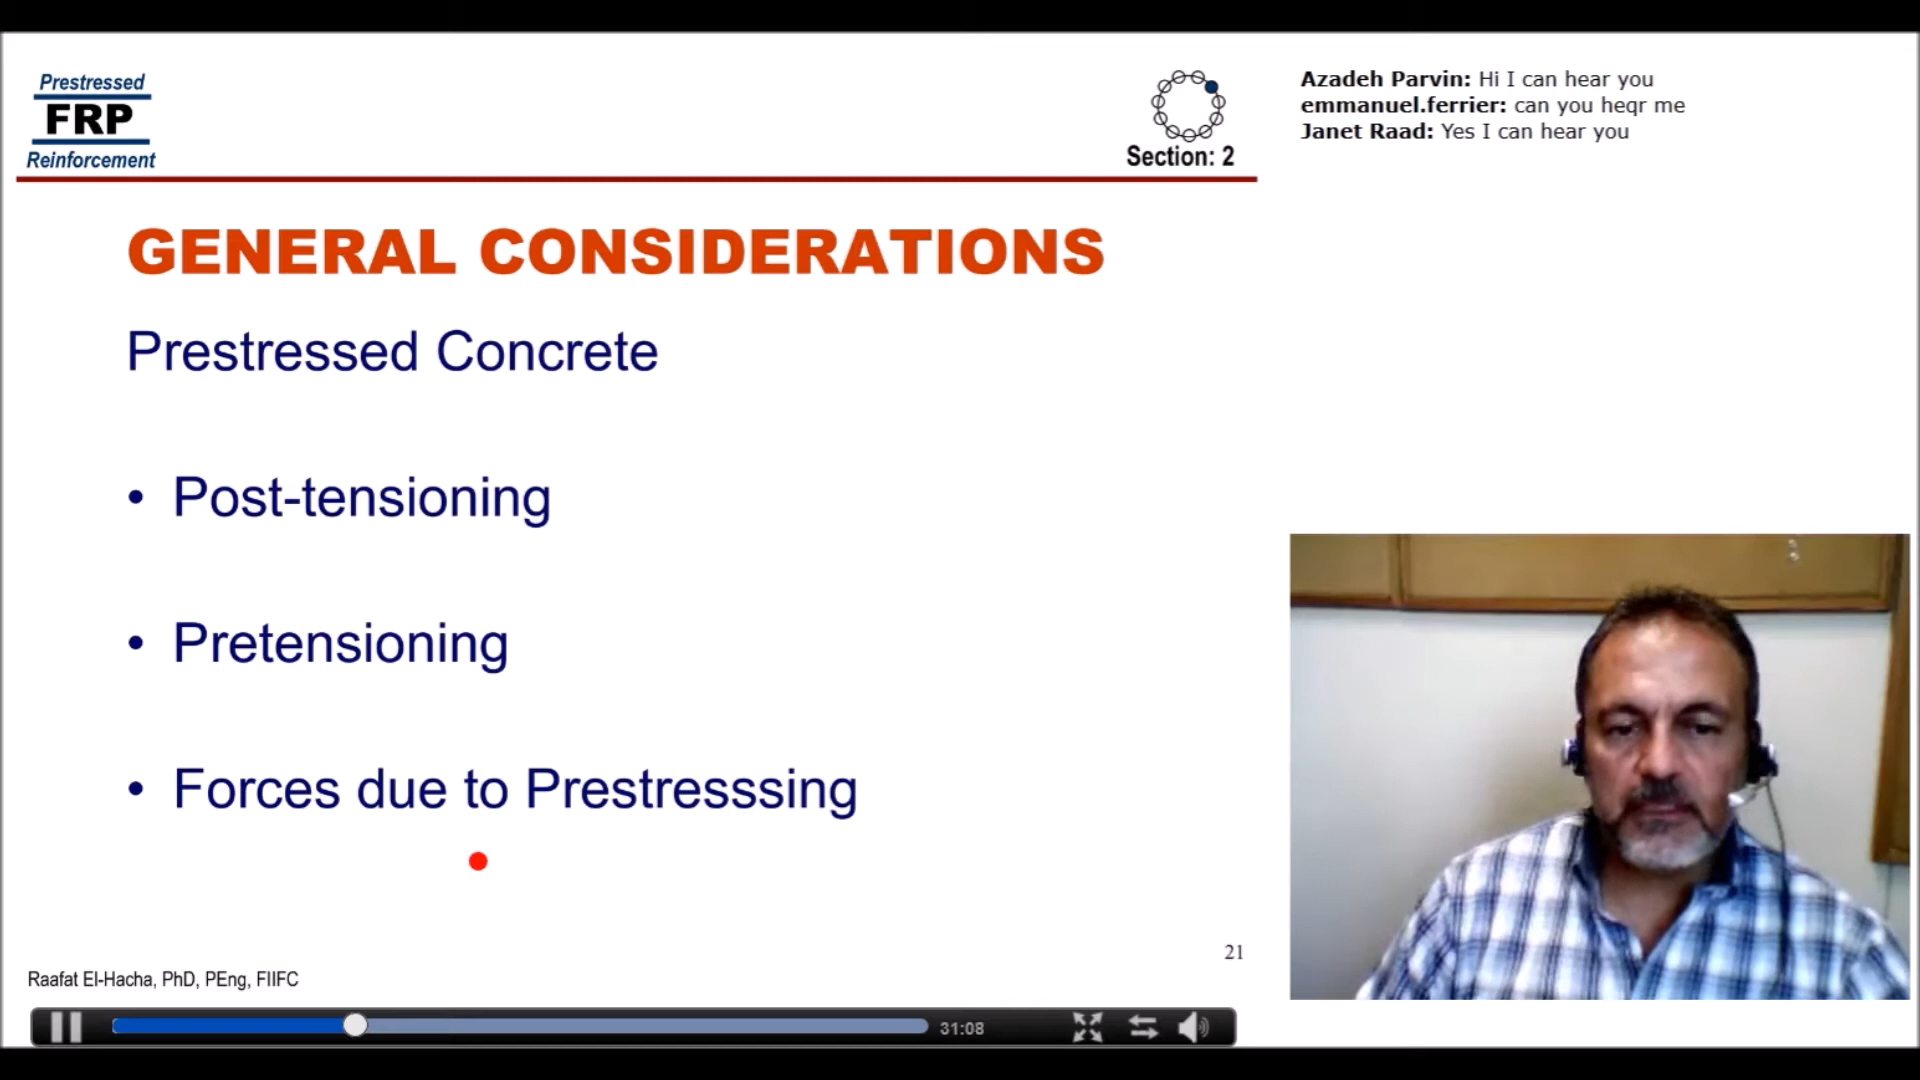 Prestressed
FRP
Reinforcement
Section: 2
Azadeh Parvin: Hi I can hear you
emmanuel.ferrier: can you heqr me
Janet Raad: Yes I can hear you
GENERAL CONSIDERATIONS
Prestressed Concrete
• Post-tensioning
• Pretensioning
• Forces due to Prestresssing
21
Raafat El-Hacha, PhD, PEng, FIIFC
31:08